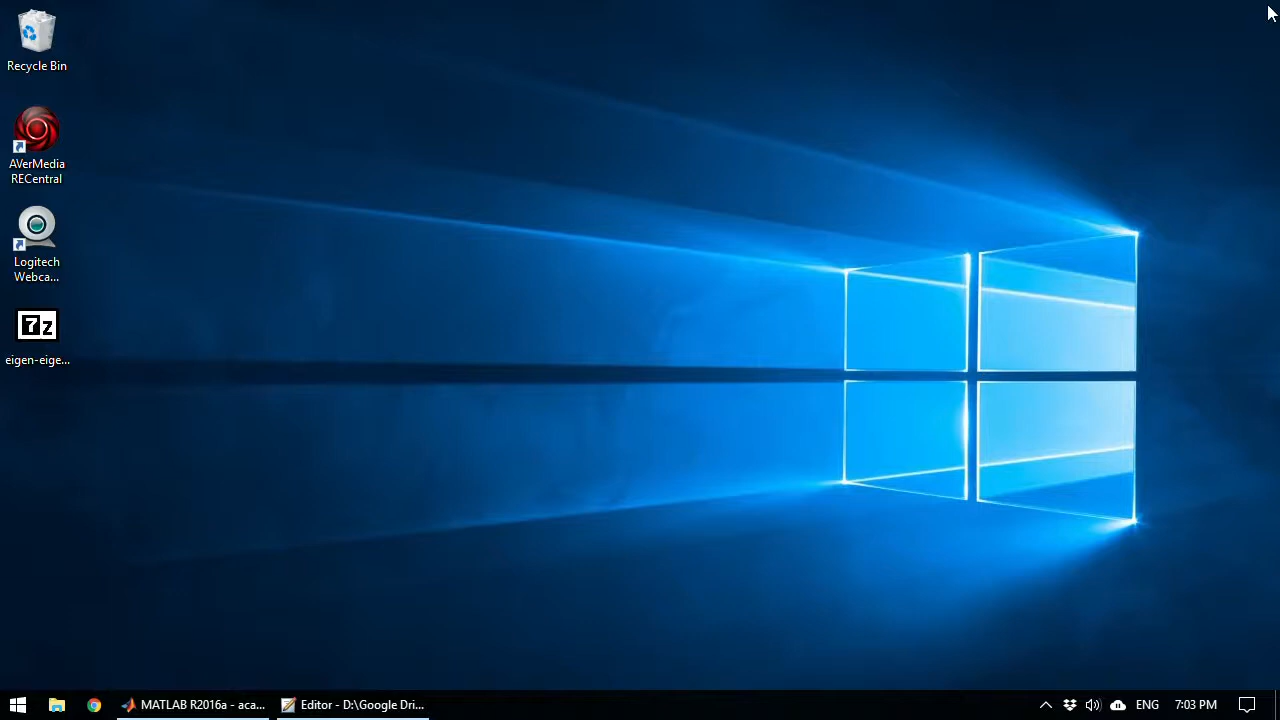 Recycle Bin
AVerMedia
RECentral
Logitech
Webca...
7z
eigen-eige...
MATLAB R2016a - aca...
Editor - D:\Google Dri...
ENG
7:03 PM